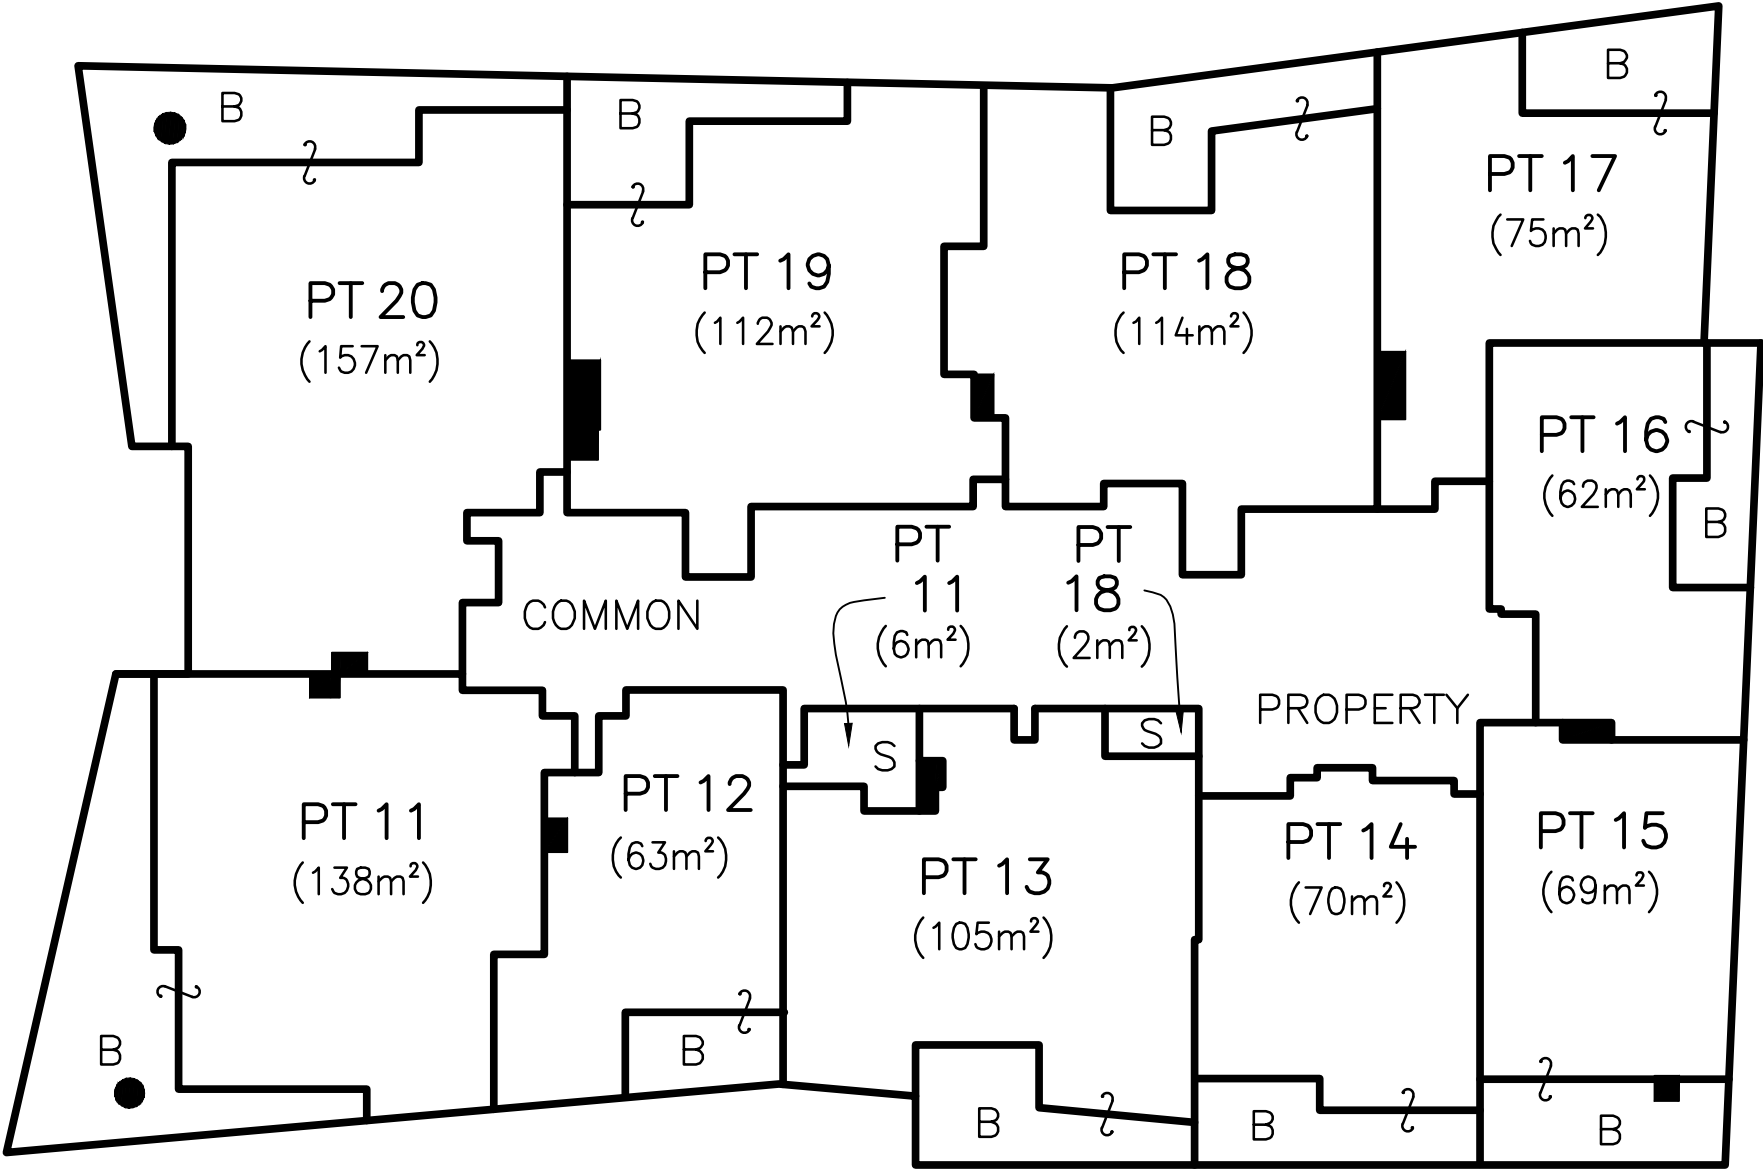 B
B
B
B
PT 17
(75m²)
PT 20
(157m²)
PT 19
(112m²)
PT 18
(114m²)
PT 16
(62m²)
B
PT
11
(6m²)
PT
18
(2m²)
COMMON
PROPERTY
S
S
PT 11
(138m²)
PT 12
(63m²)
PT 13
(105m²)
PT 14
(70m²)
PT 15
(69m²)
B
B
B
B
B